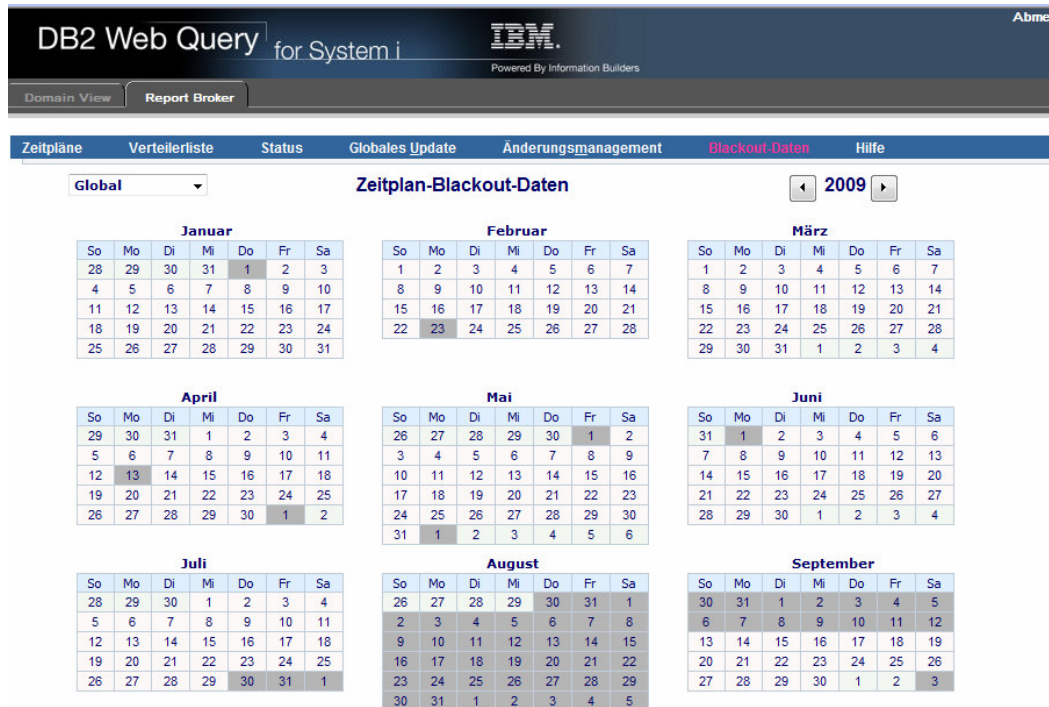 Abme
DB2 Web Query for System i
IBM.
Powered By Information Builders
Domain View Report Broker
Zeitpläne Verteilerliste Status Globales Update Änderungsmanagement Blackout-Daten Hilfe
Global Zeitplan-Blackout-Daten 2009
Januar
So Mo Di Mi Do Fr Sa
28 29 30 31 1 2 3
4 5 6 7 8 9 10
11 12 13 14 15 16 17
18 19 20 21 22 23 24
25 26 27 28 29 30 31
Februar
So Mo Di Mi Do Fr Sa
1 2 3 4 5 6 7
8 9 10 11 12 13 14
15 16 17 18 19 20 21
22 23 24 25 26 27 28
März
So Mo Di Mi Do Fr Sa
1 2 3 4 5 6 7
8 9 10 11 12 13 14
15 16 17 18 19 20 21
22 23 24 25 26 27 28
29 30 31 1 2 3 4
April
So Mo Di Mi Do Fr Sa
29 30 31 1 2 3 4
5 6 7 8 9 10 11
12 13 14 15 16 17 18
19 20 21 22 23 24 25
26 27 28 29 30 1 2
Mai
So Mo Di Mi Do Fr Sa
26 27 28 29 30 1 2
3 4 5 6 7 8 9
10 11 12 13 14 15 16
17 18 19 20 21 22 23
24 25 26 27 28 29 30
31 1 2 3 4 5 6
Juni
So Mo Di Mi Do Fr Sa
31 1 2 3 4 5 6
7 8 9 10 11 12 13
14 15 16 17 18 19 20
21 22 23 24 25 26 27
28 29 30 1 2 3 4
Juli
So Mo Di Mi Do Fr Sa
28 29 30 1 2 3 4
5 6 7 8 9 10 11
12 13 14 15 16 17 18
19 20 21 22 23 24 25
26 27 28 29 30 31 1
August
So Mo Di Mi Do Fr Sa
26 27 28 29 30 31 1
2 3 4 5 6 7 8
9 10 11 12 13 14 15
16 17 18 19 20 21 22
23 24 25 26 27 28 29
30 31 1 2 3 4 5
September
So Mo Di Mi Do Fr Sa
30 31 1 2 3 4 5
6 7 8 9 10 11 12
13 14 15 16 17 18 19
20 21 22 23 24 25 26
27 28 29 30 1 2 3